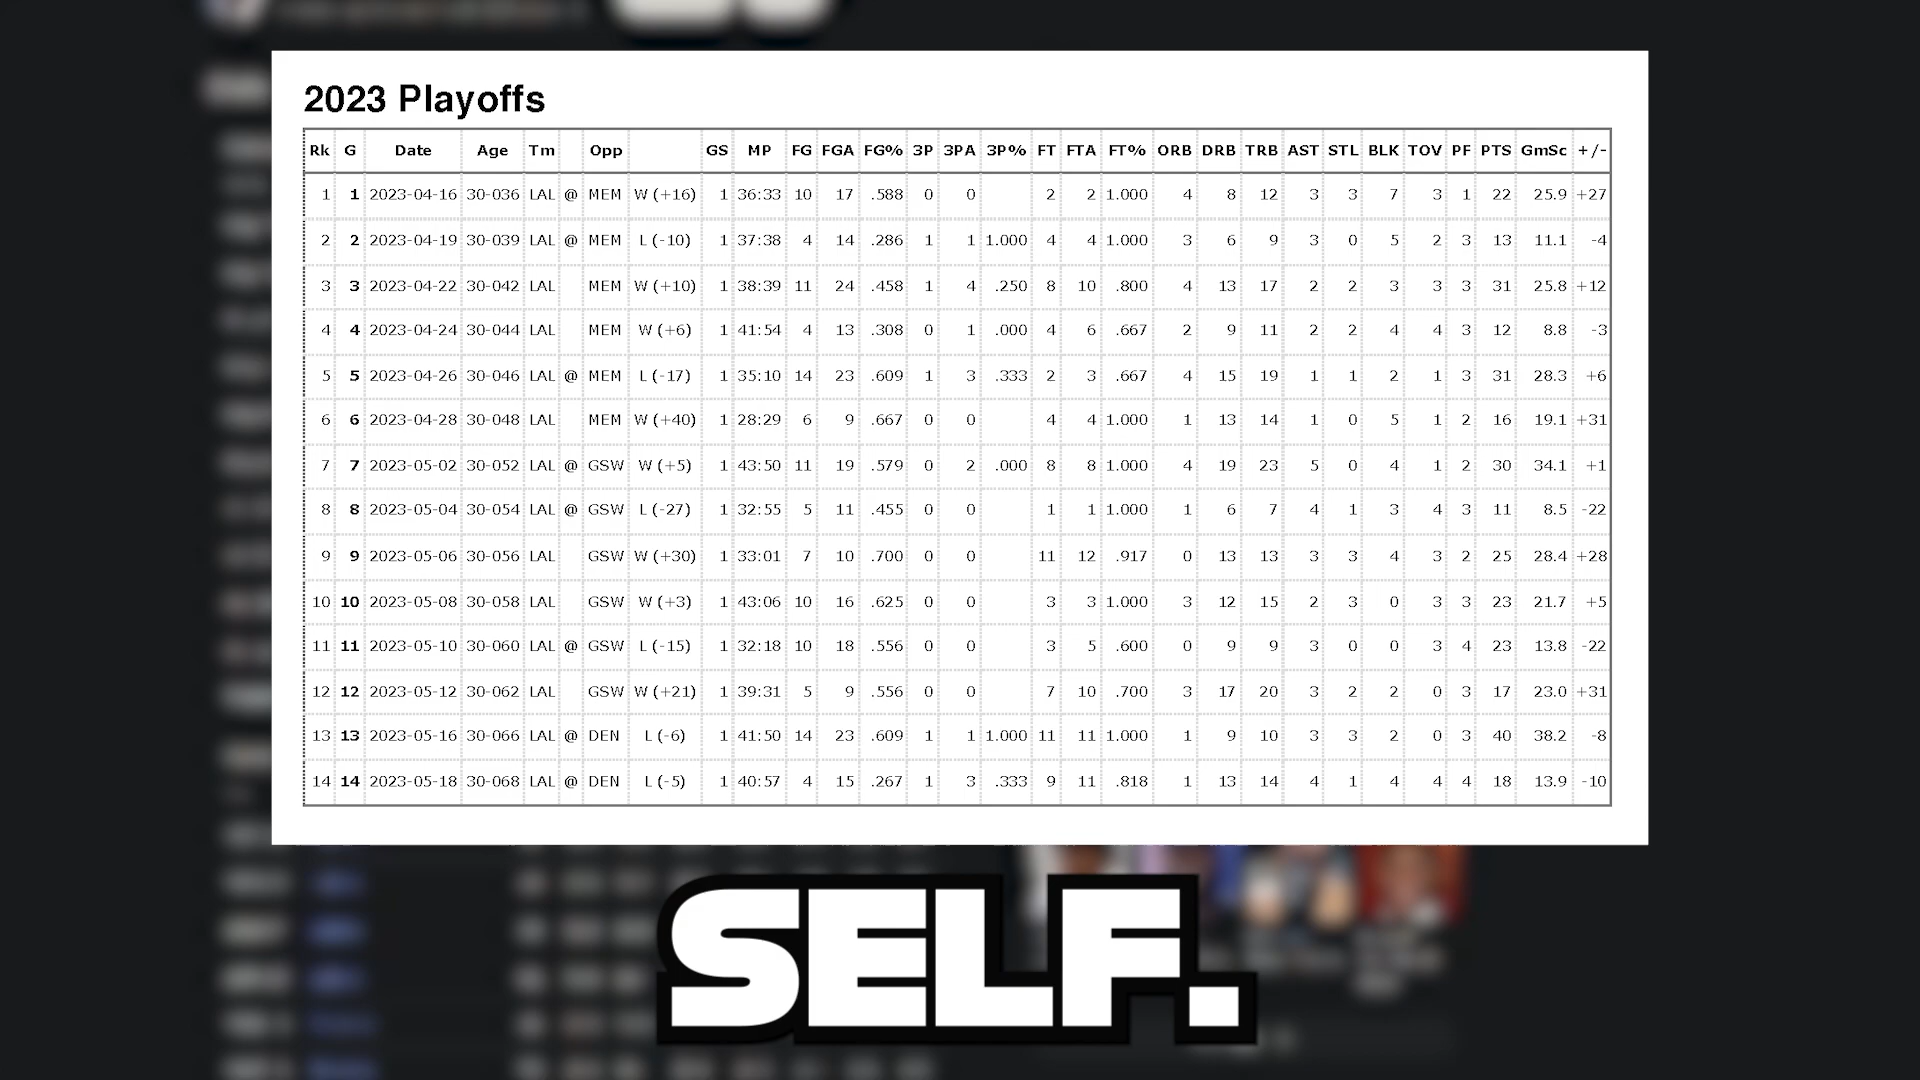 2023 Playoffs
Rk G Date Age Tm Opp GS MP FG FGA FG% 3P 3PA 3P% FT FTA FT% ORB DRB TRB AST STL BLK TOV PF PTS GmSc +/-
1 1 2023-04-16 30-036 LAL @ MEM W (+16) 1 36:33 10 17 .588 0 0 2 2 1.000 4 8 12 3 3 7 3 1 22 25.9 +27
2 2 2023-04-19 30-039 LAL @ MEM L (-10) 1 37:38 4 14 .286 1 1 1.000 4 4 1.000 3 6 9 3 0 5 2 3 13 11.1 -4
3 3 2023-04-22 30-042 LAL MEM W (+10) 1 38:39 11 24 .458 1 4 .250 8 10 .800 4 13 17 2 2 3 3 3 31 25.8 +12
4 4 2023-04-24 30-044 LAL MEM W (+6) 1 41:54 4 13 .308 0 1 .000 4 6 .667 2 9 11 2 2 4 4 3 12 8.8 -3
5 5 2023-04-26 30-046 LAL @ MEM L (-17) 1 35:10 14 23 .609 1 3 .333 2 3 .667 4 15 19 1 1 2 1 3 31 28.3 +6
6 6 2023-04-28 30-048 LAL MEM W (+40) 1 28:29 6 9 .667 0 0 4 4 1.000 1 13 14 1 0 5 1 2 16 19.1 +31
7 7 2023-05-02 30-052 LAL @ GSW W (+5) 1 43:50 11 19 .579 0 2 .000 8 8 1.000 4 19 23 5 0 4 1 2 30 34.1 +1
8 8 2023-05-04 30-054 LAL @ GSW L (-27) 1 32:55 5 11 .455 0 0 1 1 1.000 1 6 7 4 1 3 4 3 11 8.5 -22
9 9 2023-05-06 30-056 LAL GSW W (+30) 1 33:01 7 10 .700 0 0 11 12 .917 0 13 13 3 3 4 3 2 25 28.4 +28
10 10 2023-05-08 30-058 LAL GSW W (+3) 1 43:06 10 16 .625 0 0 3 3 1.000 3 12 15 2 3 0 3 3 23 21.7 +5
11 11 2023-05-10 30-060 LAL @ GSW L (-15) 1 32:18 10 18 .556 0 0 3 5 .600 0 9 9 3 0 0 3 4 23 13.8 -22
12 12 2023-05-12 30-062 LAL GSW W (+21) 1 39:31 5 9 .556 0 0 7 10 .700 3 17 20 3 2 2 0 3 17 23.0 +31
13 13 2023-05-16 30-066 LAL @ DEN L (-6) 1 41:50 14 23 .609 1 1 1.000 11 11 1.000 1 9 10 3 3 2 0 3 40 38.2 -8
14 14 2023-05-18 30-068 LAL @ DEN L (-5) 1 40:57 4 15 .267 1 3 .333 9 11 .818 1 13 14 4 1 4 4 4 18 13.9 -10
SELF.